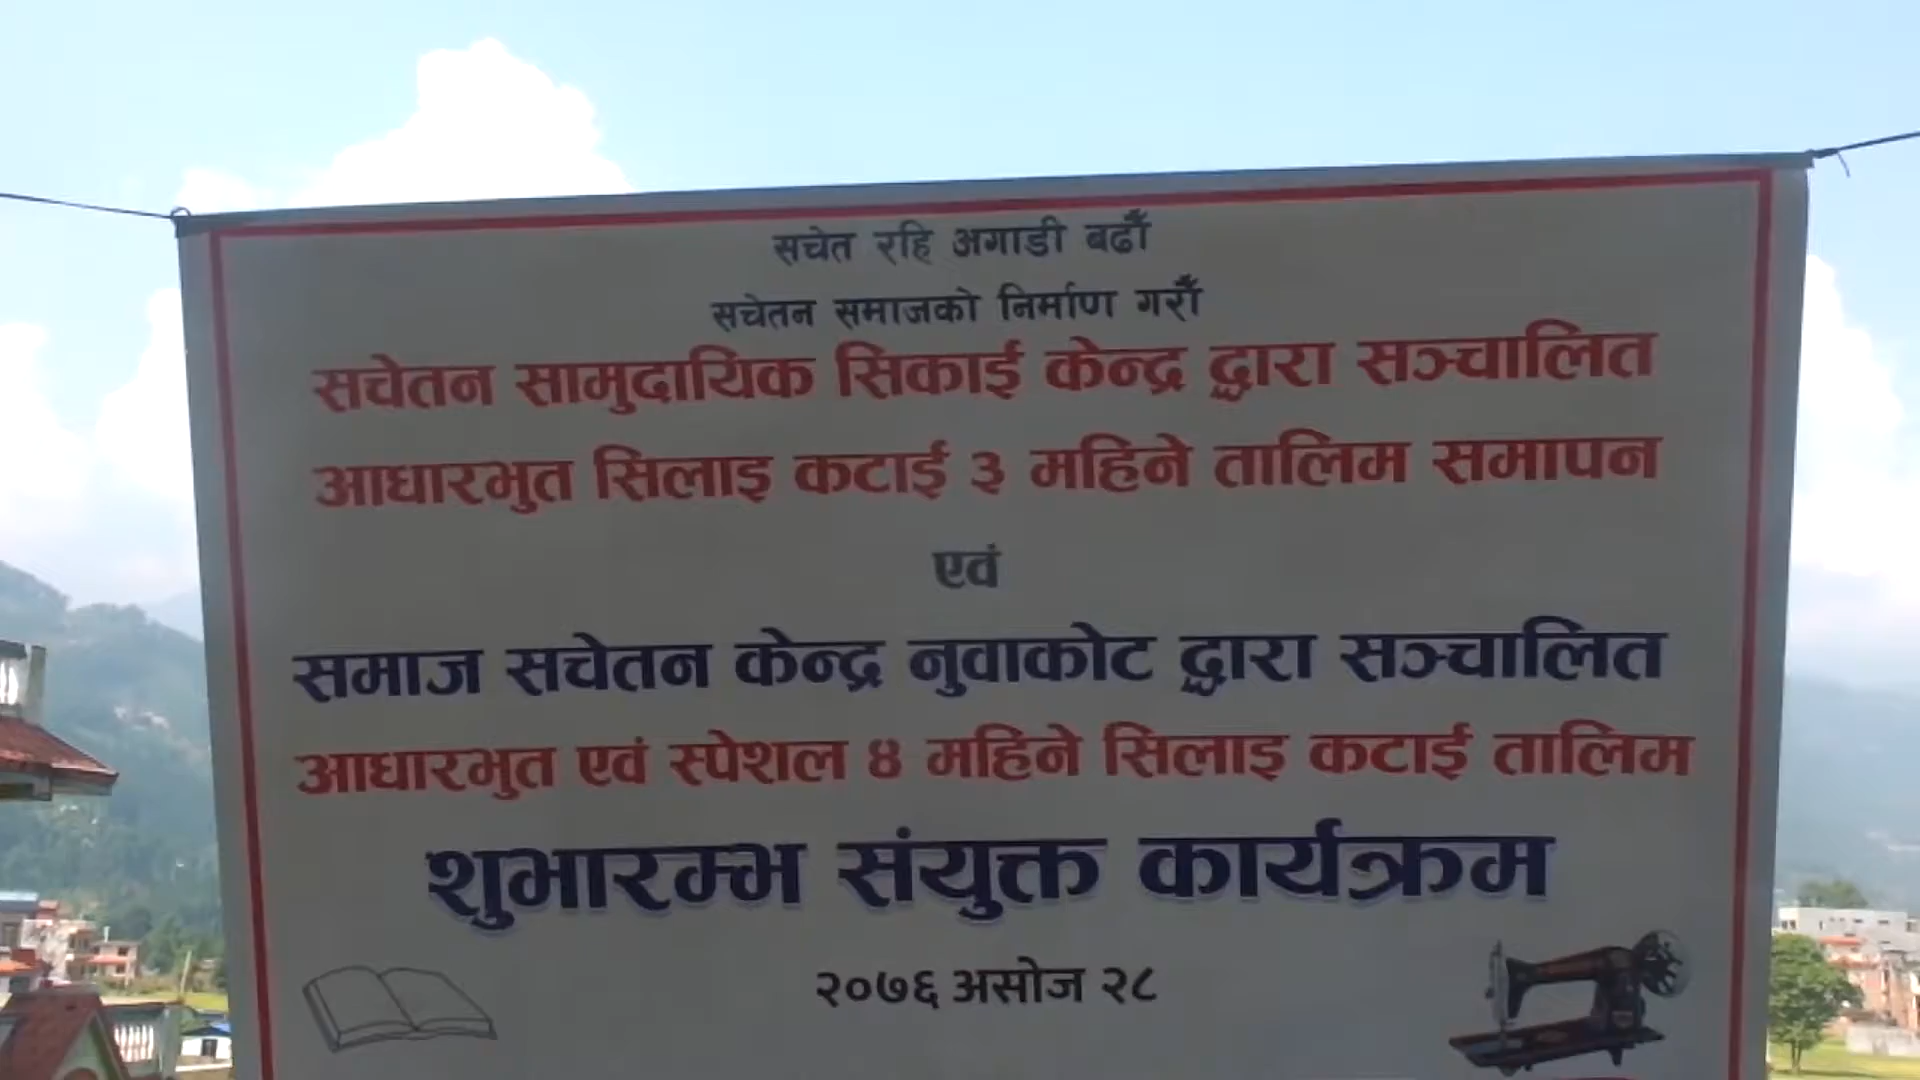 सचेत रहि अगाडी बढौँ
सचेतन समाजको निर्माण गरौँ
सचेतन सामुदायिक सिकाई केन्द्र द्धारा सञ्चालित
आधारभुत सिलाइ कटाई ३ महिने तालिम समापन
एवं
समाज सचेतन केन्द्र नुवाकोट द्धारा सञ्चालित
आधारभुत एवं स्पेशल ४ महिने सिलाइ कटाई तालिम
शुभारम्भ संयुक्त कार्यक्रम
२०७६ असोज २८